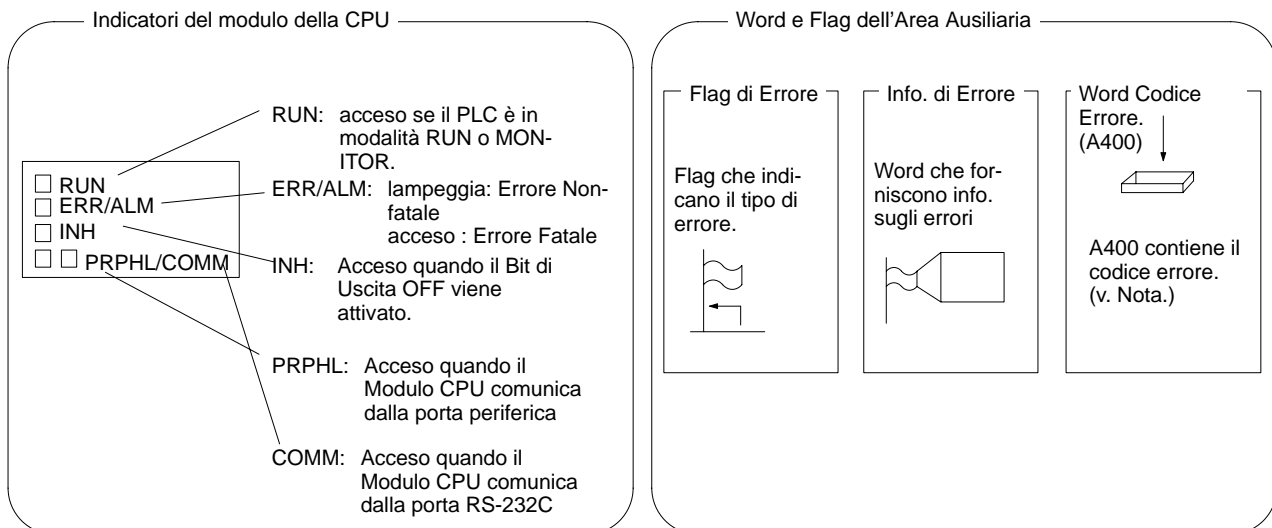 Indicatori del modulo della CPU
RUN
ERR/ALM
INH
PRPHL/COMM
RUN: acceso se il PLC è in
modalità RUN o MON-
ITOR.
ERR/ALM: lampeggia: Errore Non-
fatale
acceso : Errore Fatale
INH: Acceso quando il Bit di
Uscita OFF viene
attivato.
PRPHL: Acceso quando il
Modulo CPU comunica
dalla porta periferica
COMM: Acceso quando il
Modulo CPU comunica
dalla porta RS-232C
Word e Flag dell'Area Ausiliaria
Flag di Errore
Flag che indi-
cano il tipo di
errore.
Info. di Errore
Word che for-
niscono info.
sugli errori
Word Codice
Errore.
(A400)
A400 contiene il
codice errore.
(v. Nota.)